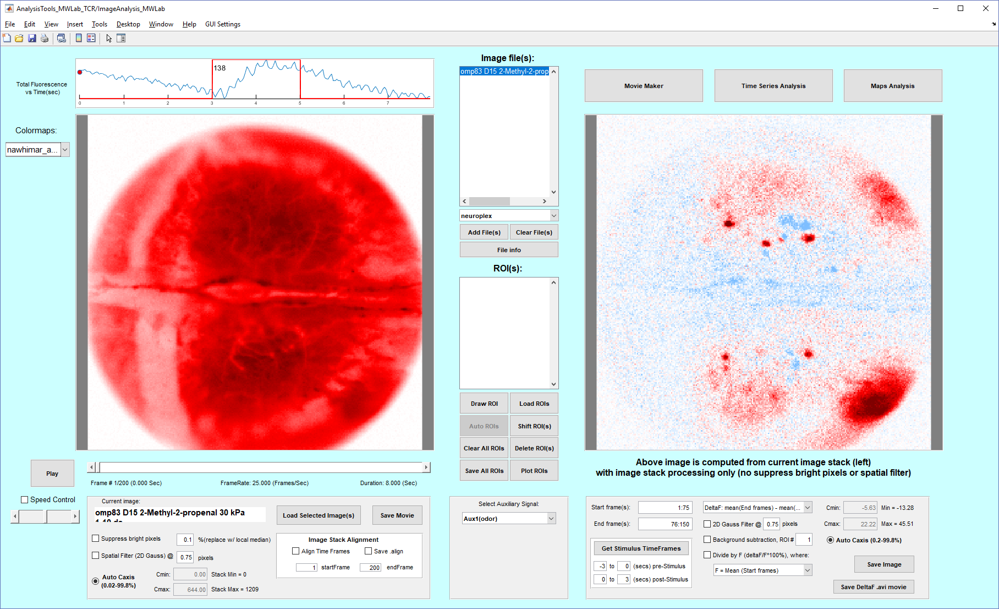 AnalysisTools_MWLab_TCR/ImageAnalysis_MWLab
File Edit View Insert Tools Desktop Window Help GUI Settings
Total Fluorescence
vs Time(sec)
138
0 1 2 3 4 5 6 7
Colormaps:
nawhimar_a...
Image file(s):
omp83 D15 2-Methyl-2-prop
neuroplex
Add File(s) Clear File(s)
File info
ROI(s):
Draw ROI Load ROIs
Auto ROIs Shift ROI(s)
Clear All ROIs Delete ROI(s)
Save All ROIs Plot ROIs
Movie Maker Time Series Analysis Maps Analysis
Above image is computed from current image stack (left)
with image stack processing only (no suppress bright pixels or spatial filter)
Play
Frame # 1/200 (0.000 Sec) FrameRate: 25.000 (Frames/Sec) Duration: 8.000 (Sec)
Speed Control
Current image:
omp83 D15 2-Methyl-2-propenal 30 kPa
Load Selected Image(s) Save Movie
Suppress bright pixels 0.1 %(replace w/ local median)
Spatial Filter (2D Gauss) @ 0.75 pixels
Auto Caxis
(0.02-99.8%)
Cmin: 0.00 Stack Min = 0
Cmax: 644.00 Stack Max = 1209
Image Stack Alignment
Align Time Frames Save .align
1 startFrame 200 endFrame
Select Auxiliary Signal:
Aux1(odor)
Start frame(s): 1:75
End frame(s): 76:150
Get Stimulus TimeFrames
-3 to 0 (secs) pre-Stimulus
0 to 3 (secs) post-Stimulus
DeltaF: mean(End frames) - mean(...
2D Gauss Filter @ 0.75 pixels
Background subtraction, ROI # 1
Divide by F (deltaF/F*100%), where:
F = Mean (Start frames)
Cmin: -5.63 Min = -13.28
Cmax: 22.22 Max = 45.51
Auto Caxis (0.2-99.8%)
Save Image
Save DeltaF .avi movie